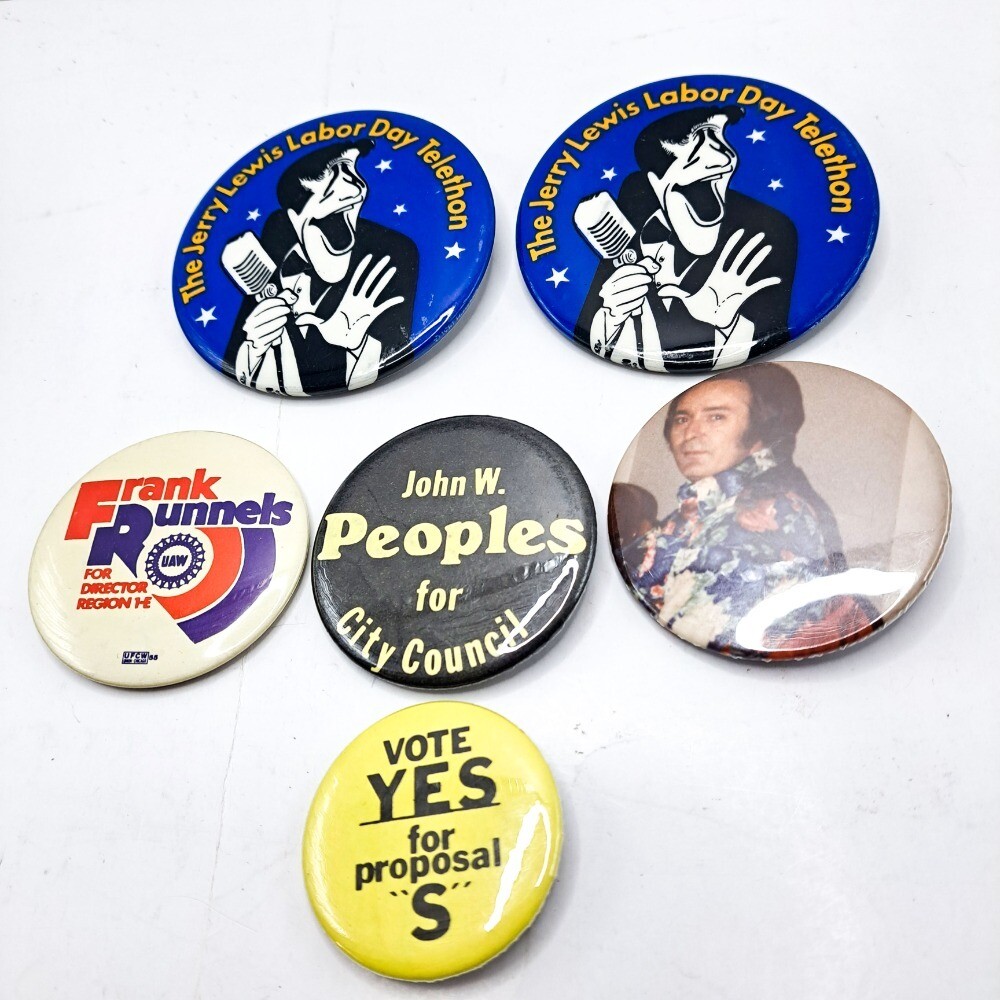 The Jerry Lewis Labor Day Telethon
The Jerry Lewis Labor Day Telethon
Frank
Runnels
UAW
FOR
DIRECTOR
REGION 1-E
UFCW
John W.
Peoples
for
City Council
VOTE
YES
for
proposal
"S"